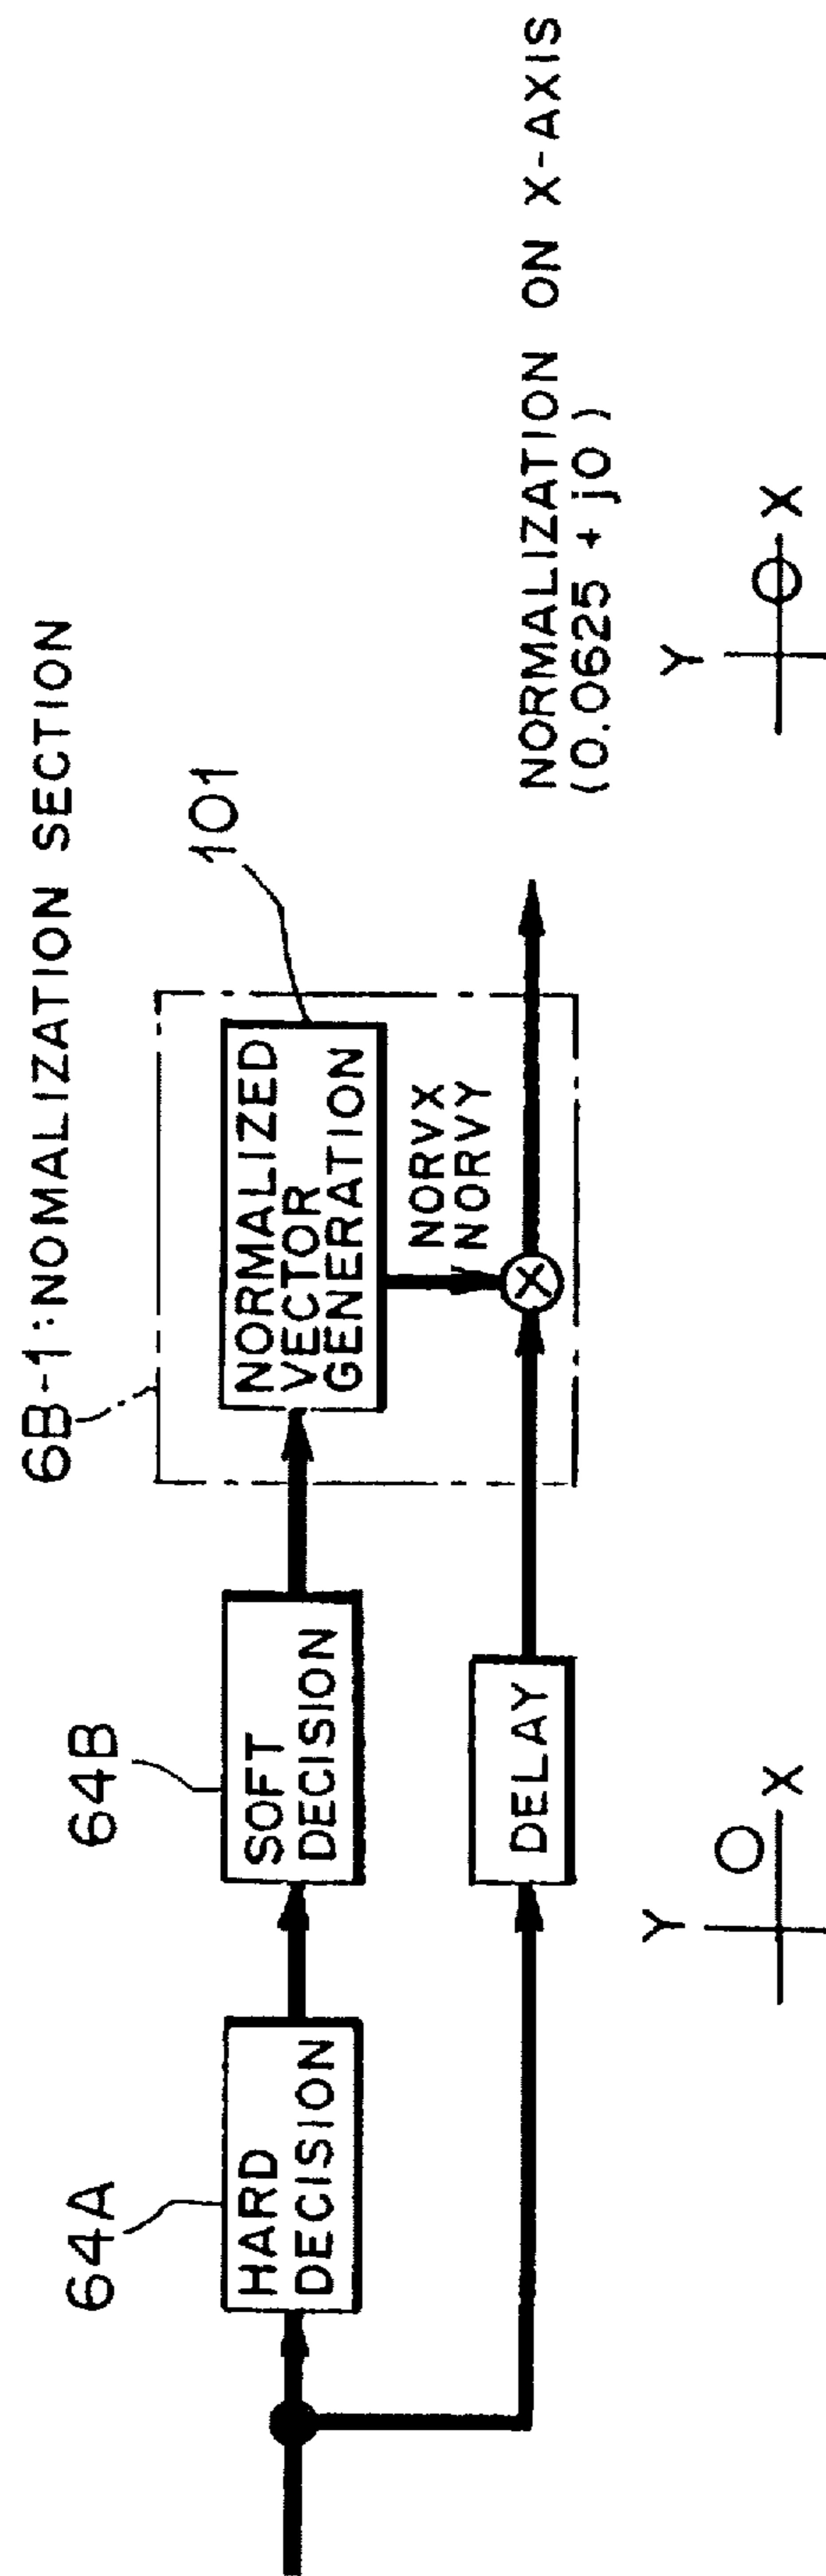 6B-1:NOMALIZATION SECTION
64A
64B
101
HARD
DECISION
SOFT
DECISION
NORMALIZED
VECTOR
GENERATION
NORVX
NORVY
DELAY
NORMALIZATION ON X-AXIS
(0.0625 + j0)
Y
X
Y
X